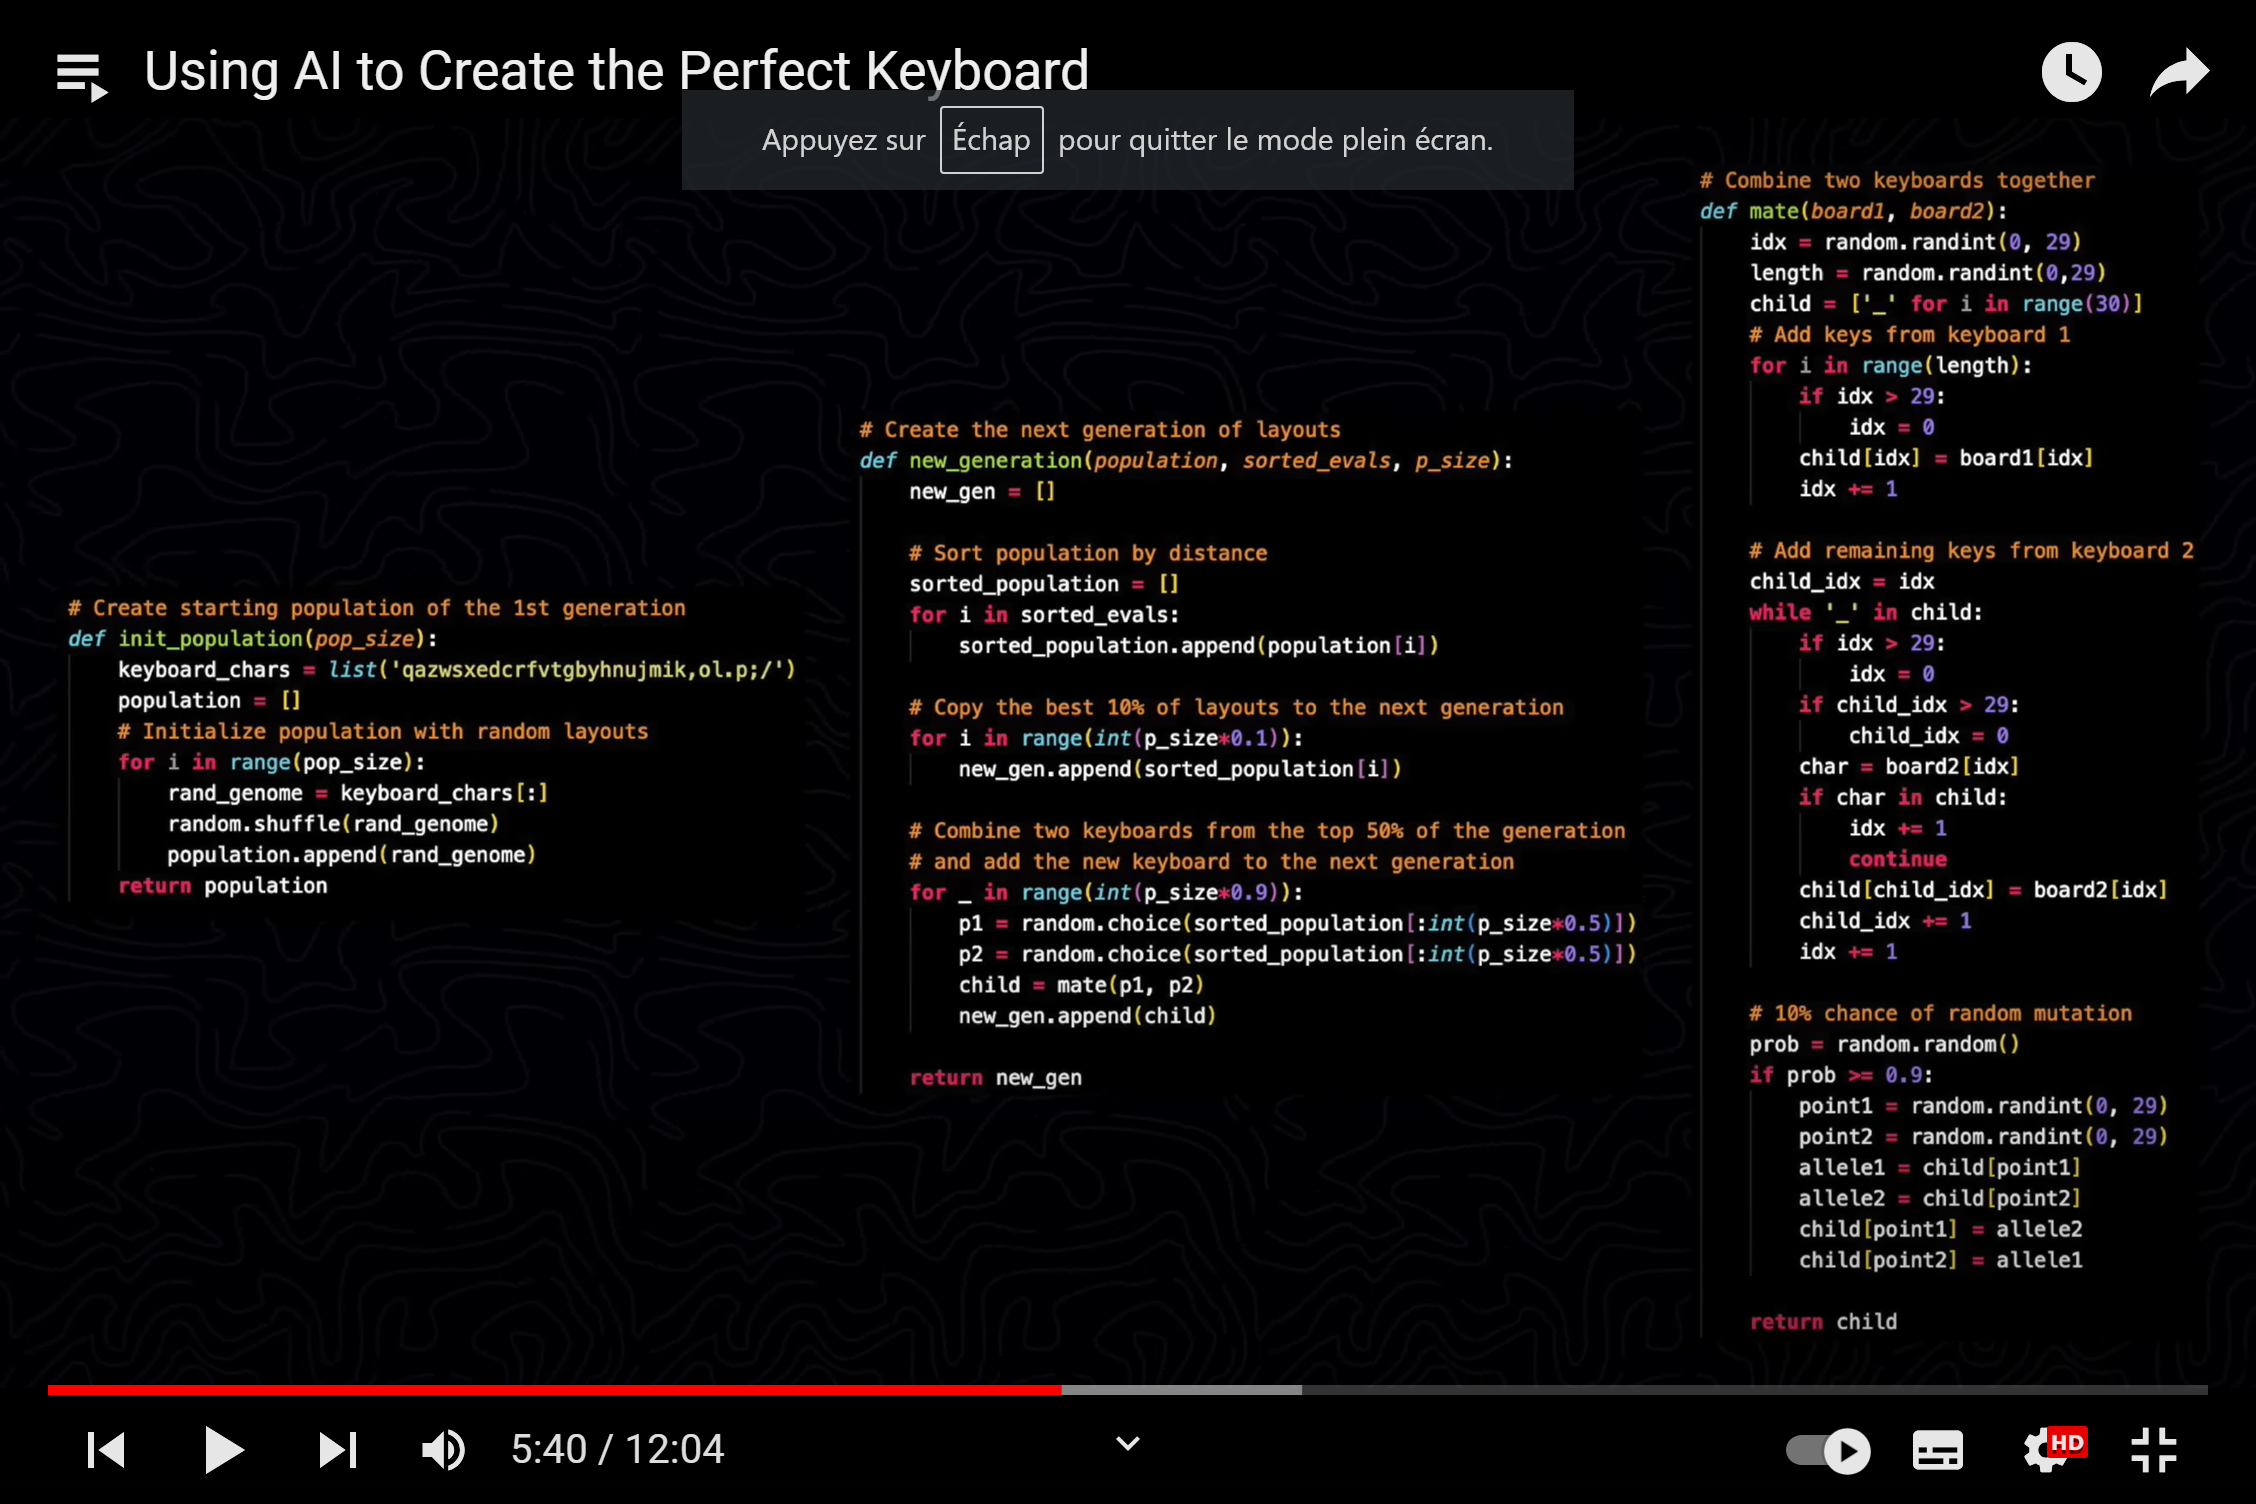 Using AI to Create the Perfect Keyboard
Appuyez sur Échap pour quitter le mode plein écran.
# Create starting population of the 1st generation
def init_population(pop_size):
    keyboard_chars = list('qazwsxedcrfvtgbyhnujmik,ol.p;/')
    population = []
    # Initialize population with random layouts
    for i in range(pop_size):
        rand_genome = keyboard_chars[:]
        random.shuffle(rand_genome)
        population.append(rand_genome)
    return population
# Create the next generation of layouts
def new_generation(population, sorted_evals, p_size):
    new_gen = []
    # Sort population by distance
    sorted_population = []
    for i in sorted_evals:
        sorted_population.append(population[i])
    # Copy the best 10% of layouts to the next generation
    for i in range(int(p_size*0.1)):
        new_gen.append(sorted_population[i])
    # Combine two keyboards from the top 50% of the generation
    # and add the new keyboard to the next generation
    for _ in range(int(p_size*0.9)):
        p1 = random.choice(sorted_population[:int(p_size*0.5)])
        p2 = random.choice(sorted_population[:int(p_size*0.5)])
        child = mate(p1, p2)
        new_gen.append(child)
    return new_gen
# Combine two keyboards together
def mate(board1, board2):
    idx = random.randint(0, 29)
    length = random.randint(0,29)
    child = ['_' for i in range(30)]
    # Add keys from keyboard 1
    for i in range(length):
        if idx > 29:
            idx = 0
        child[idx] = board1[idx]
        idx += 1
    # Add remaining keys from keyboard 2
    child_idx = idx
    while '_' in child:
        if idx > 29:
            idx = 0
        if child_idx > 29:
            child_idx = 0
        char = board2[idx]
        if char in child:
            idx += 1
            continue
        child[child_idx] = board2[idx]
        child_idx += 1
        idx += 1
    # 10% chance of random mutation
    prob = random.random()
    if prob >= 0.9:
        point1 = random.randint(0, 29)
        point2 = random.randint(0, 29)
        allele1 = child[point1]
        allele2 = child[point2]
        child[point1] = allele2
        child[point2] = allele1
    return child
5:40 / 12:04
HD